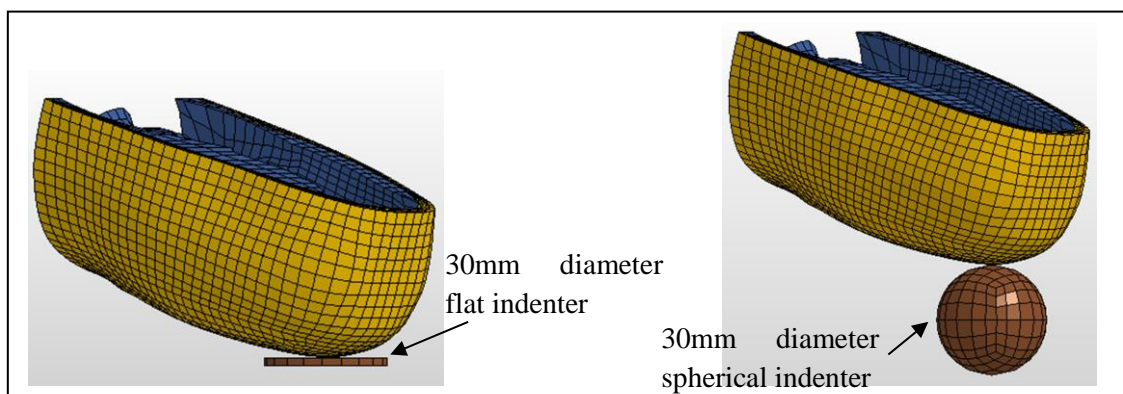 30mm diameter
flat indenter
30mm diameter
spherical indenter